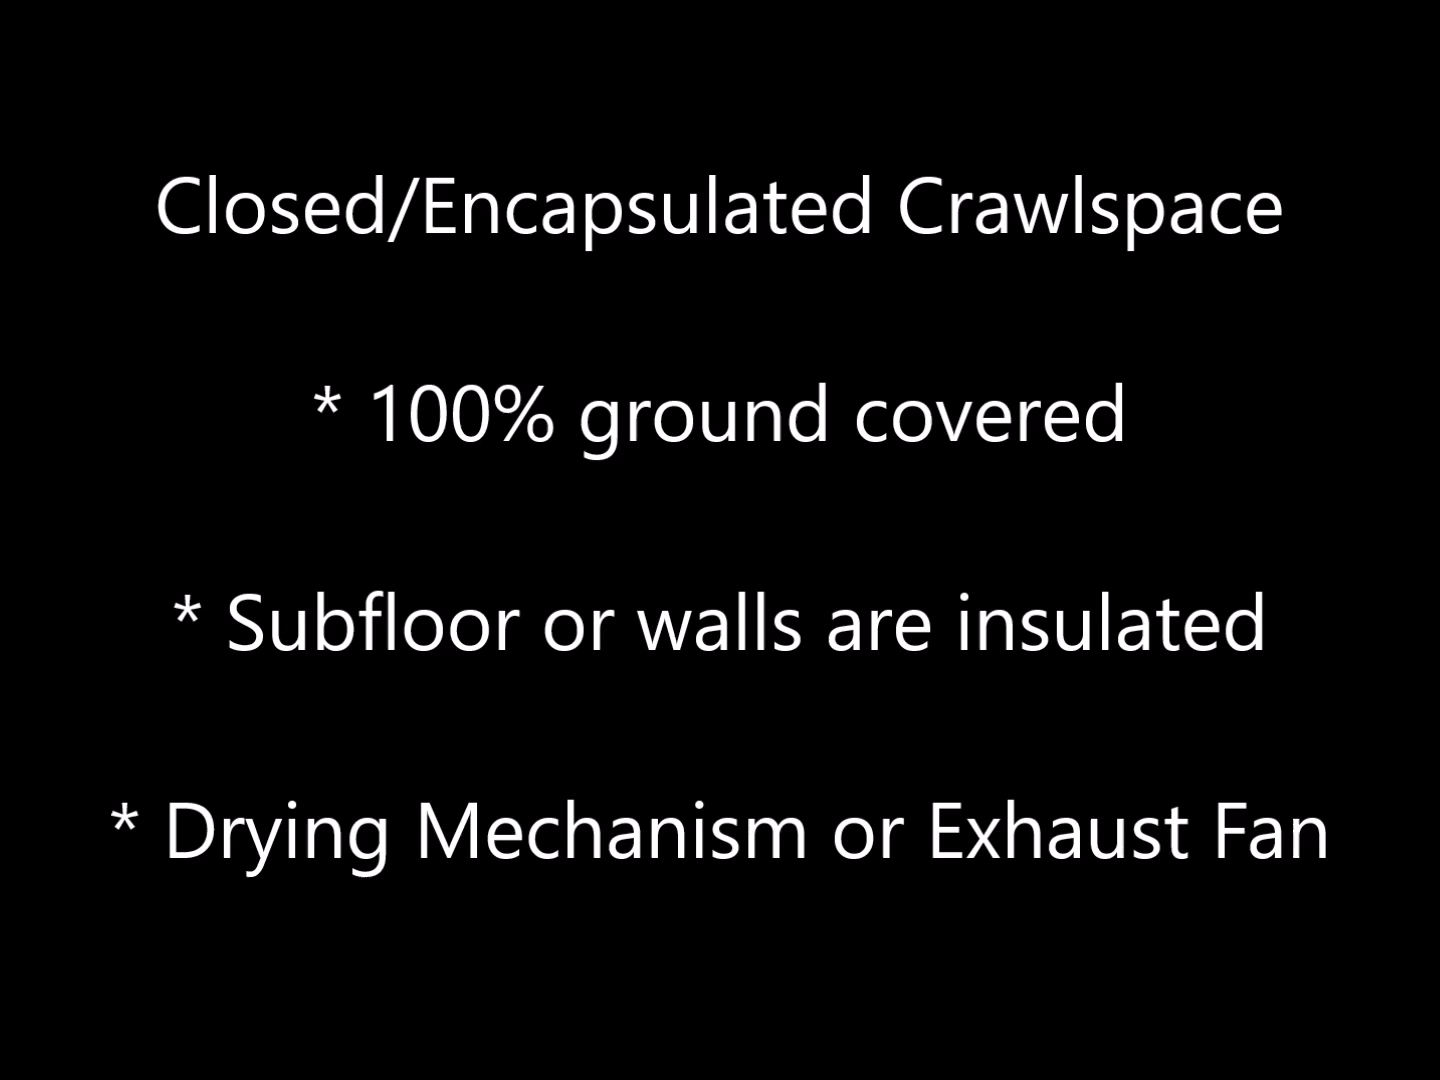 Closed/Encapsulated Crawlspace
* 100% ground covered
* Subfloor or walls are insulated
* Drying Mechanism or Exhaust Fan